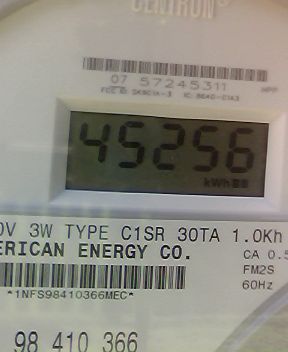 CENTRON®
07 57245311
45256
kWh
0V 3W TYPE C1SR 30TA 1.0Kh
ERICAN ENERGY CO.
CA 0.5
FM2S
60Hz
*1NFS98410366MEC*
98 410 366